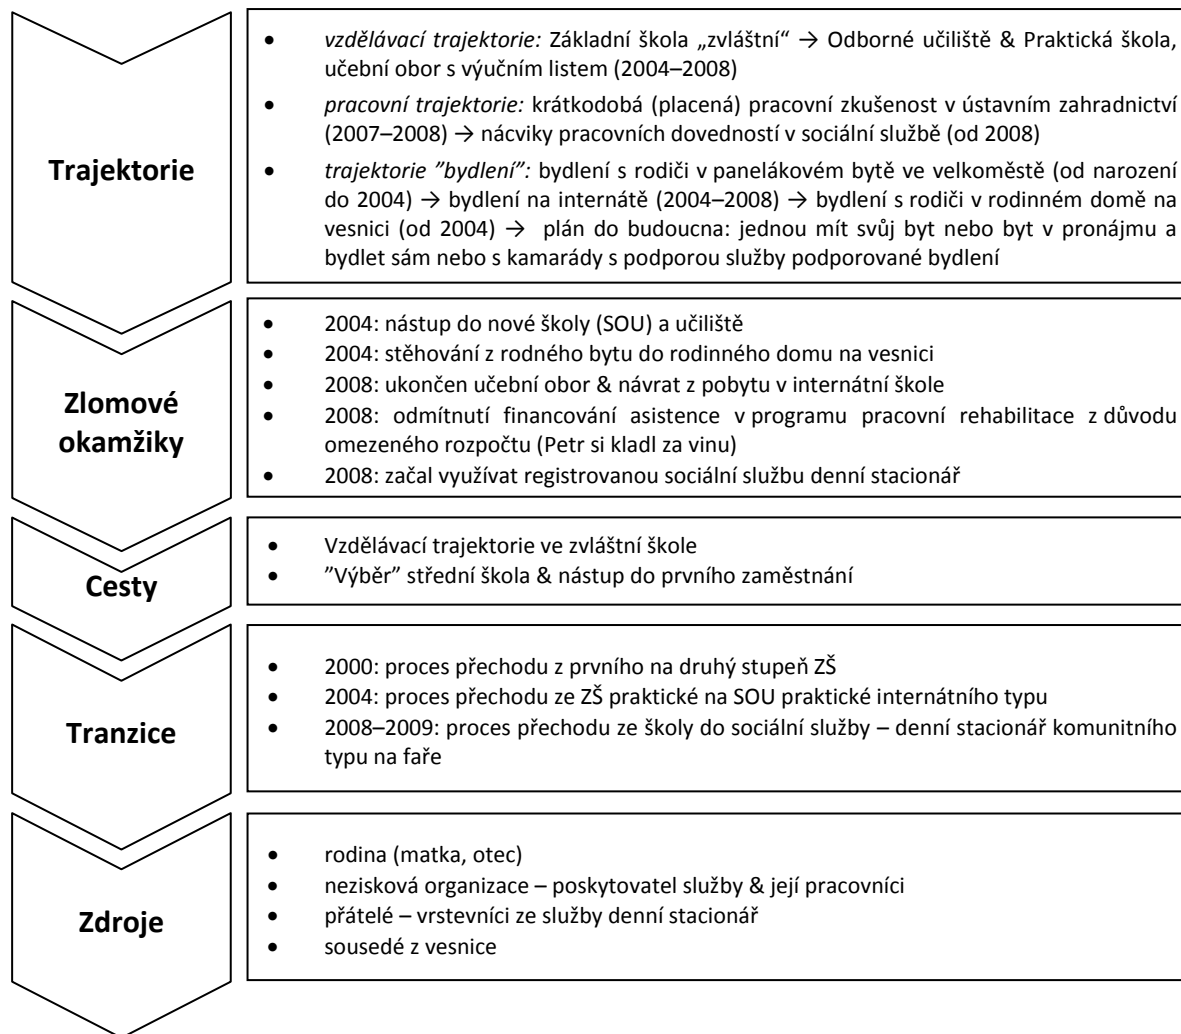 Trajektorie
• vzdělávací trajektorie: Základní škola „zvláštní“ → Odborné učiliště & Praktická škola,
učební obor s výučním listem (2004–2008)
• pracovní trajektorie: krátkodobá (placená) pracovní zkušenost v ústavním zahradnictví
(2007–2008) → nácviky pracovních dovedností v sociální službě (od 2008)
• trajektorie ”bydlení”: bydlení s rodiči v panelákovém bytě ve velkoměstě (od narození
do 2004) → bydlení na internátě (2004–2008) → bydlení s rodiči v rodinném domě na
vesnici (od 2004) → plán do budoucna: jednou mít svůj byt nebo byt v pronájmu a
bydlet sám nebo s kamarády s podporou služby podporované bydlení
Zlomové
okamžiky
• 2004: nástup do nové školy (SOU) a učiliště
• 2004: stěhování z rodného bytu do rodinného domu na vesnici
• 2008: ukončen učební obor & návrat z pobytu v internátní škole
• 2008: odmítnutí financování asistence v programu pracovní rehabilitace z důvodu
omezeného rozpočtu (Petr si kladl za vinu)
• 2008: začal využívat registrovanou sociální službu denní stacionář
Cesty
• Vzdělávací trajektorie ve zvláštní škole
• ”Výběr” střední škola & nástup do prvního zaměstnání
Tranzice
• 2000: proces přechodu z prvního na druhý stupeň ZŠ
• 2004: proces přechodu ze ZŠ praktické na SOU praktické internátního typu
• 2008–2009: proces přechodu ze školy do sociální služby – denní stacionář komunitního
typu na faře
Zdroje
• rodina (matka, otec)
• nezisková organizace – poskytovatel služby & její pracovníci
• přátelé – vrstevníci ze služby denní stacionář
• sousedé z vesnice